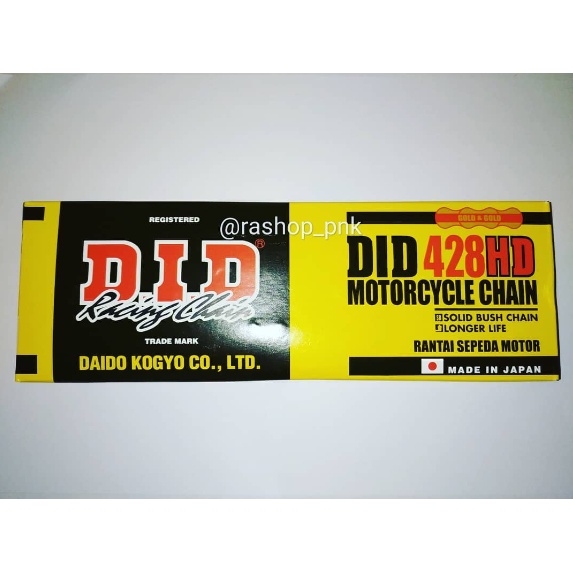 REGISTERED
@rashop_pnk
D.I.D®
Racing Chain
TRADE MARK
DAIDO KOGYO CO., LTD.
GOLD & GOLD
DID 428HD
MOTORCYCLE CHAIN
SOLID BUSH CHAIN
LONGER LIFE
RANTAI SEPEDA MOTOR
MADE IN JAPAN